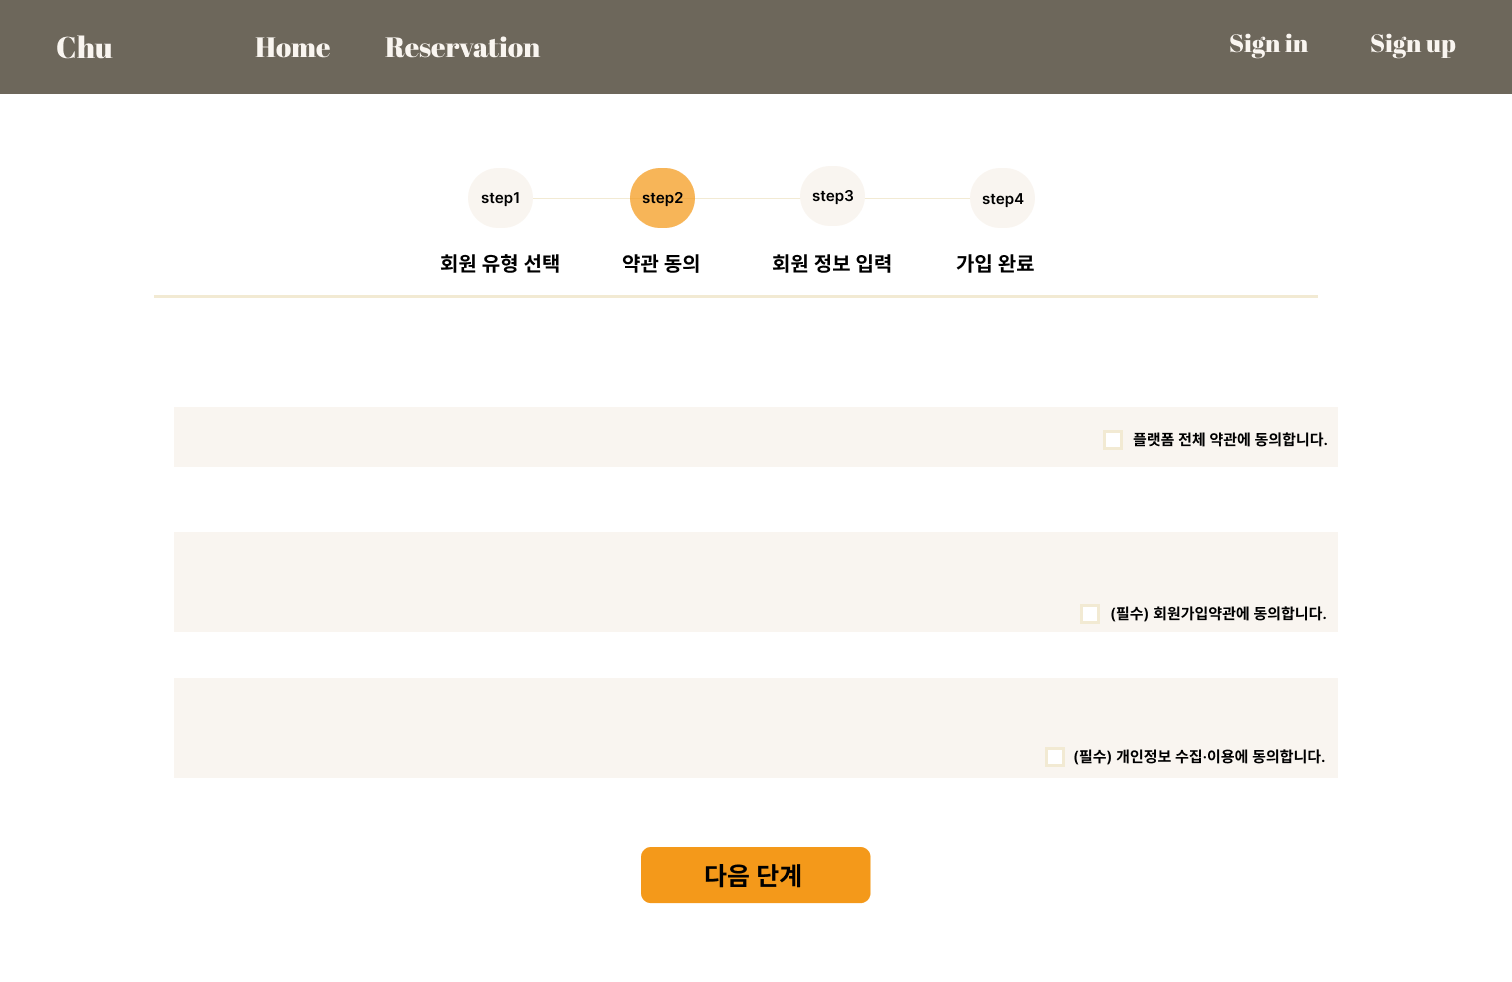 Chu Home Reservation Sign in Sign up
step1 step2 step3 step4
회원 유형 선택 약관 동의 회원 정보 입력 가입 완료
플랫폼 전체 약관에 동의합니다.
(필수) 회원가입약관에 동의합니다.
(필수) 개인정보 수집·이용에 동의합니다.
다음 단계